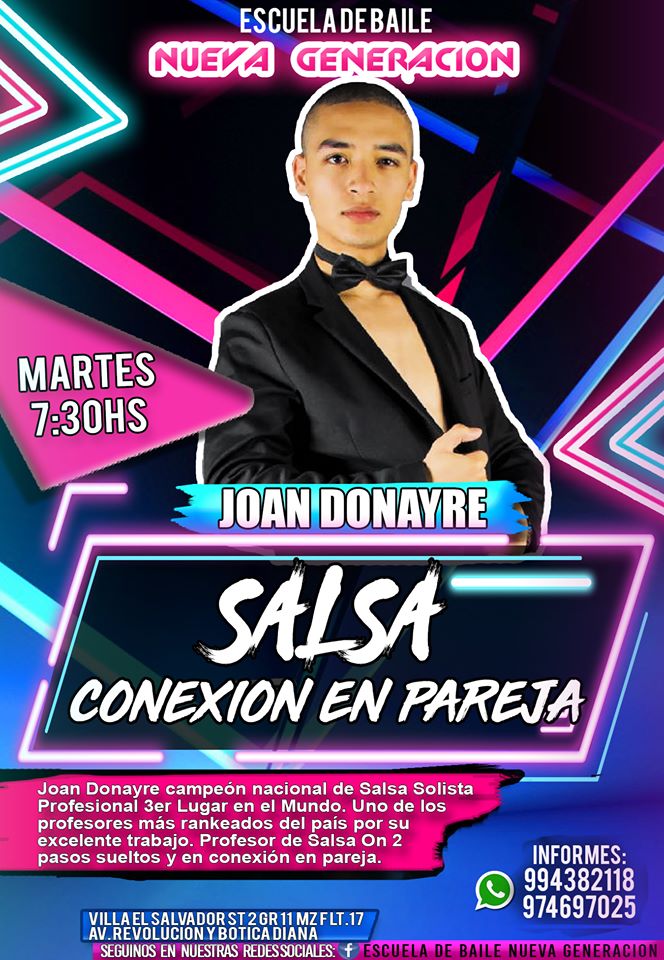 ESCUELA DE BAILE
NUEVA GENERACION
MARTES
7:30HS
JOAN DONAYRE
SALSA
CONEXION EN PAREJA
Joan Donayre campeón nacional de Salsa Solista
Profesional 3er Lugar en el Mundo. Uno de los
profesores más rankeados del país por su
excelente trabajo. Profesor de Salsa On 2
pasos sueltos y en conexión en pareja.
INFORMES:
994382118
974697025
VILLA EL SALVADOR ST 2 GR 11 MZ F LT.17
AV. REVOLUCION Y BOTICA DIANA
SEGUINOS EN NUESTRAS REDES SOCIALES: f ESCUELA DE BAILE NUEVA GENERACION